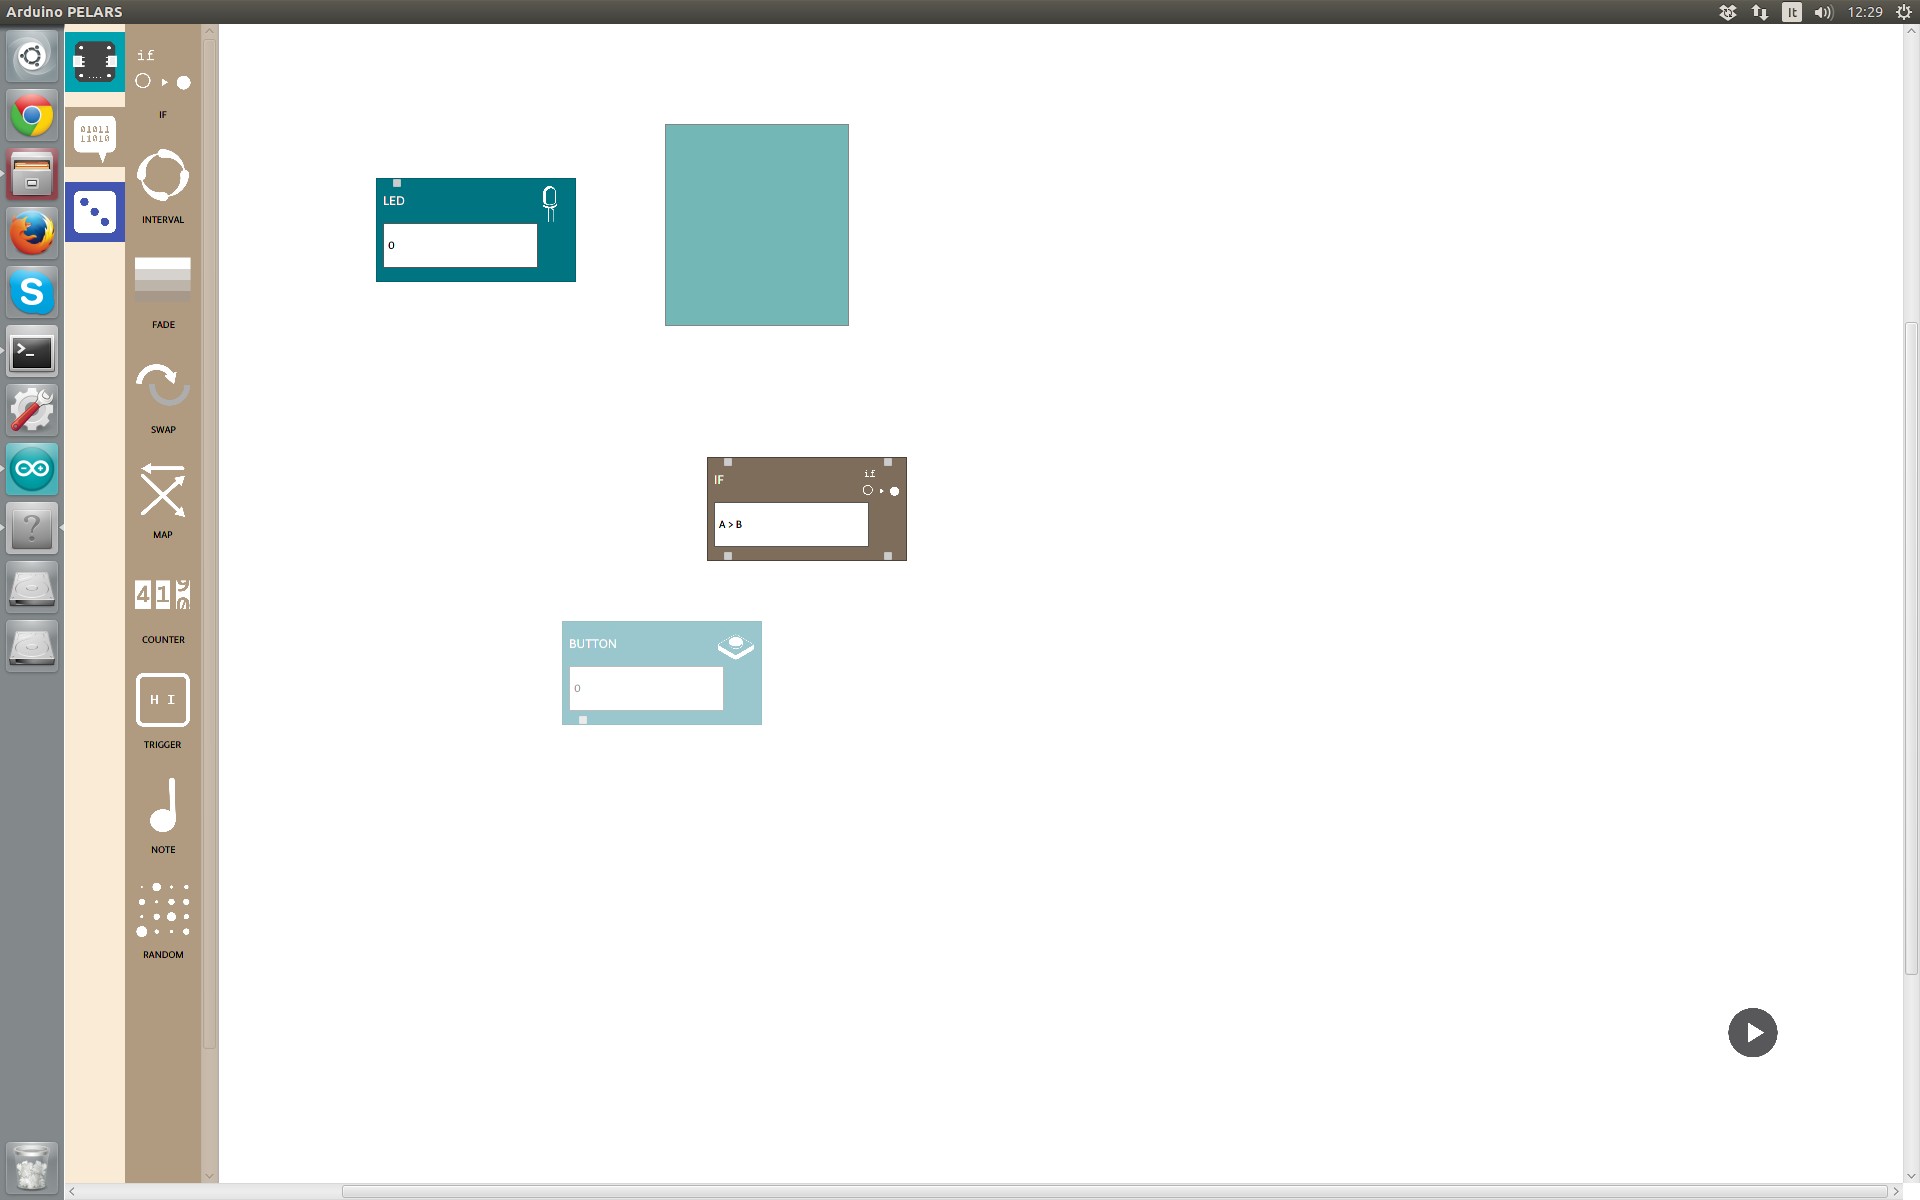 Arduino PELARS
It
12:29
if
IF
01011
11010
INTERVAL
FADE
SWAP
MAP
4 1 9 0
COUNTER
H I
TRIGGER
NOTE
RANDOM
LED
0
IF
if
A > B
BUTTON
0
S
>_
?